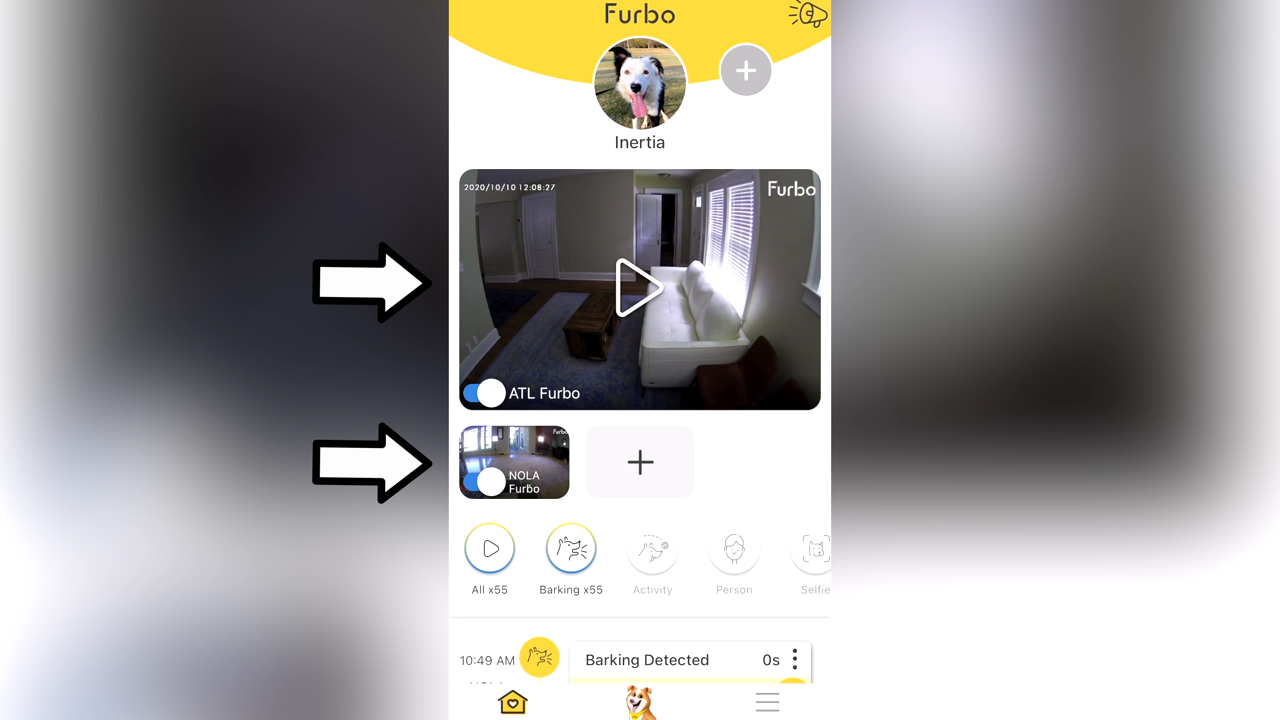 Furbo
Inertia
2020/10/10 12:08:27
Furbo
ATL Furbo
Furbo
NOLA
Furbo
All x55
Barking x55
Activity
Person
Selfie
10:49 AM
Barking Detected
0s